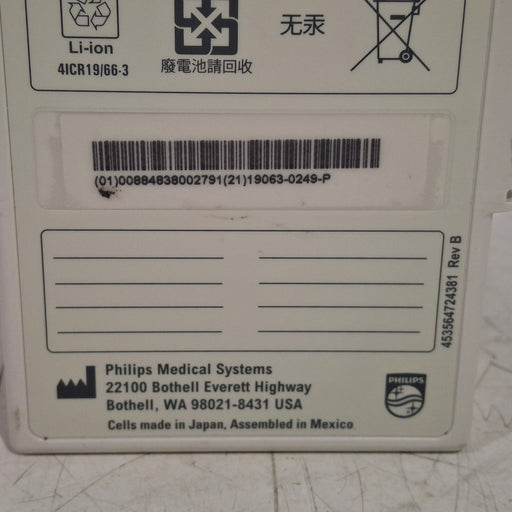 Li-ion
4ICR19/66-3
廢電池請回收
无汞
(01)00884838002791(21)19063-0249-P
453564724381 Rev B
Philips Medical Systems
22100 Bothell Everett Highway
Bothell, WA 98021-8431 USA
Cells made in Japan, Assembled in Mexico
PHILIPS